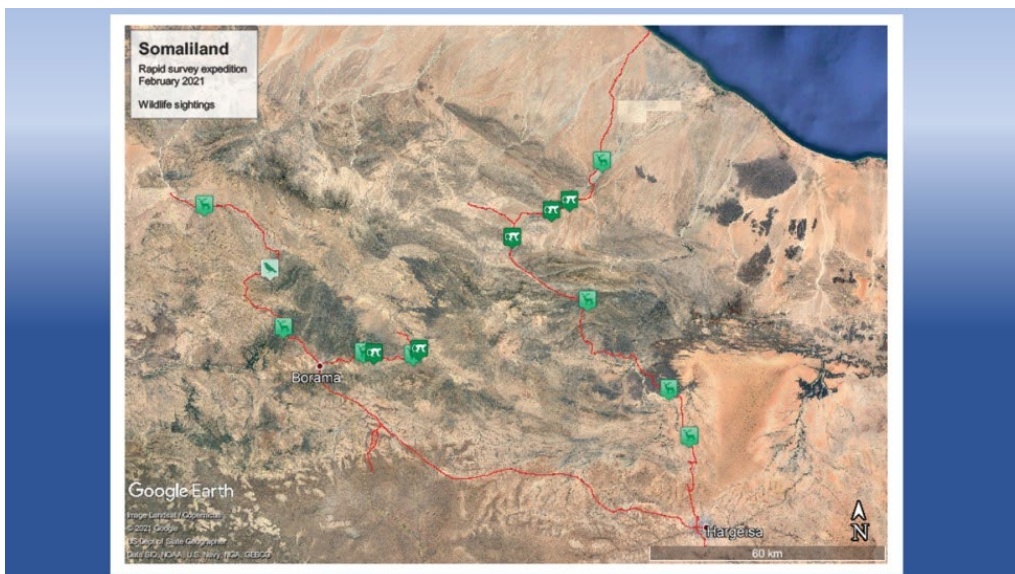 Somaliland
Rapid survey expedition
February 2021
Wildlife sightings
Borama
Hargeisa
Google Earth
Image Landsat / Copernicus
© 2021 Google
US Dept of State Geographer
Data SIO, NOAA, U.S. Navy, NGA, GEBCO
N
60 km